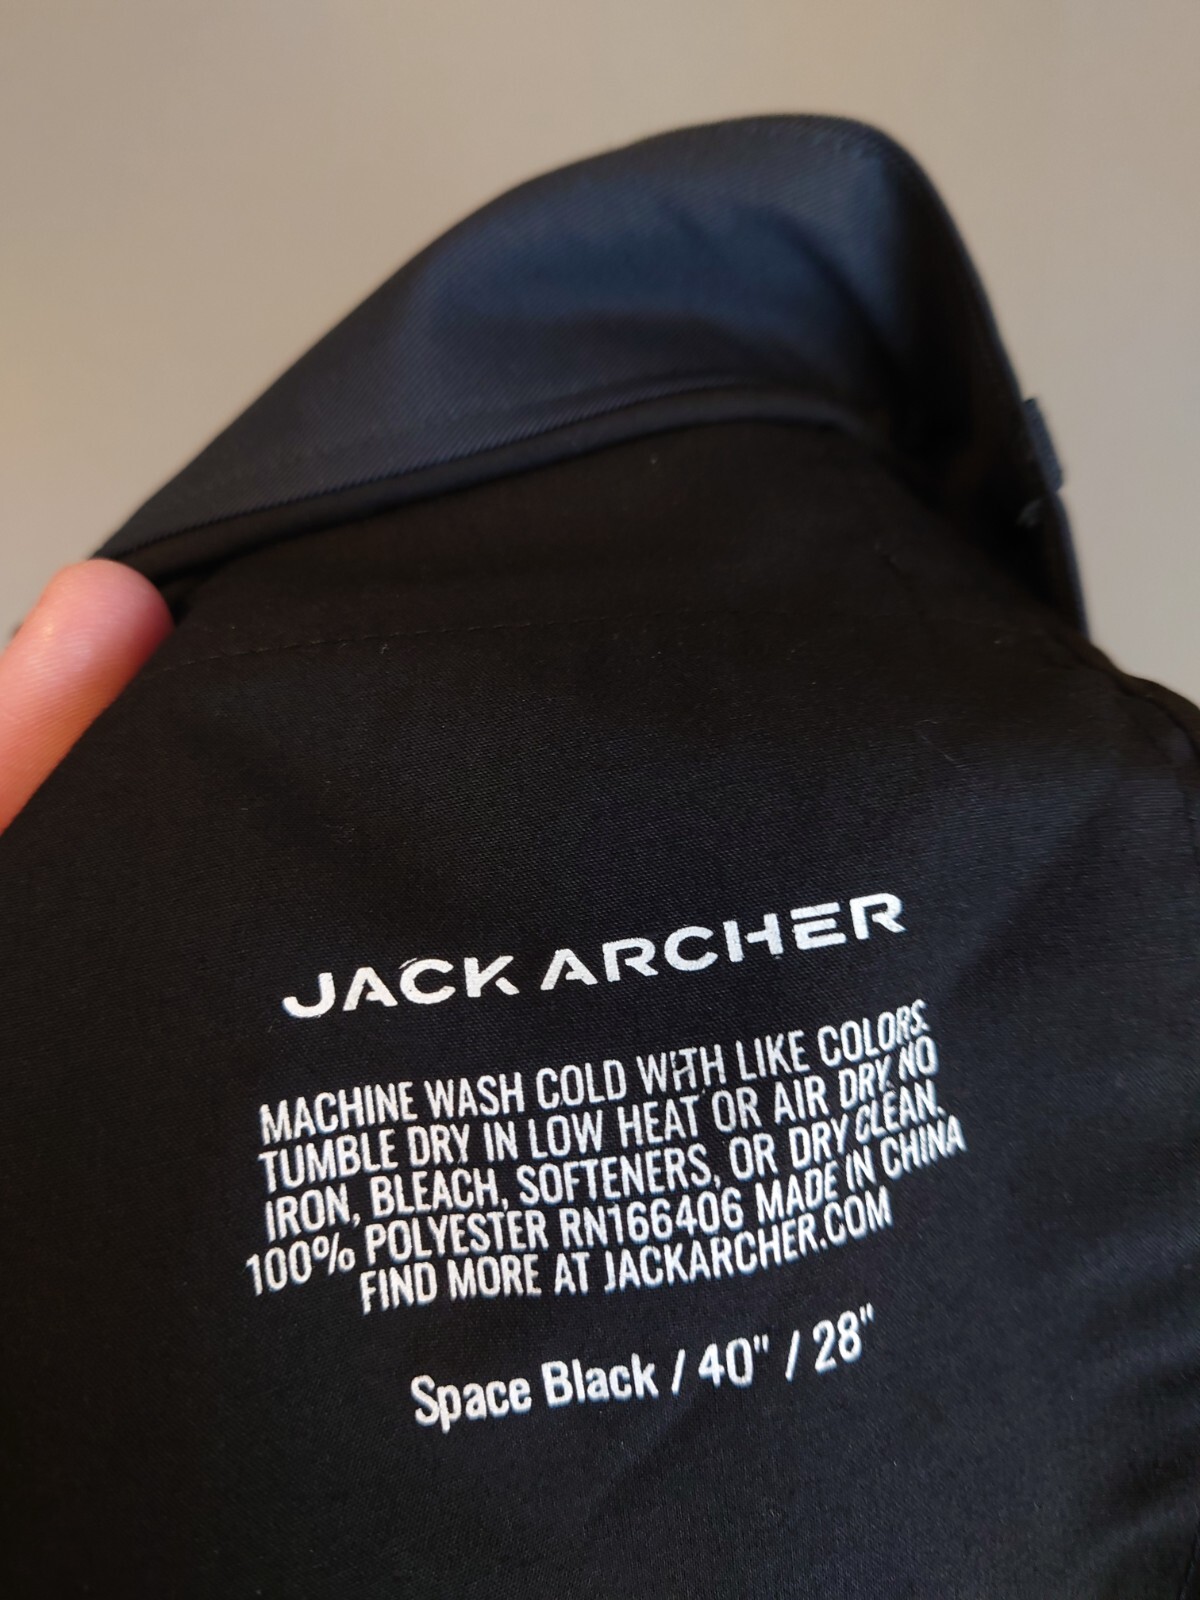 JACK ARCHER
MACHINE WASH COLD WITH LIKE COLORS.
TUMBLE DRY IN LOW HEAT OR AIR DRY. NO
IRON, BLEACH, SOFTENERS, OR DRY CLEAN.
100% POLYESTER RN166406 MADE IN CHINA
FIND MORE AT JACKARCHER.COM
Space Black / 40" / 28"